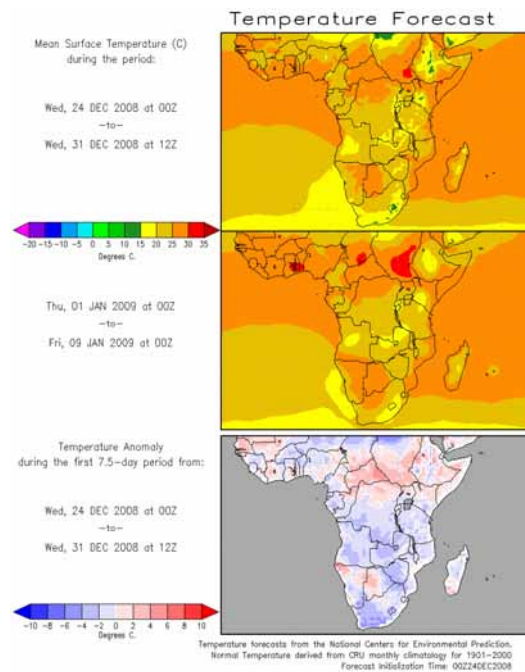 Temperature Forecast
Mean Surface Temperature (C)
during the period:
Wed, 24 DEC 2008 at 00Z
-to-
Wed, 31 DEC 2008 at 12Z
-20 -15 -10 -5 0 5 10 15 20 25 30 35
Degrees C.
Thu, 01 JAN 2009 at 00Z
-to-
Fri, 09 JAN 2009 at 00Z
Temperature Anomaly
during the first 7.5-day period from:
Wed, 24 DEC 2008 at 00Z
-to-
Wed, 31 DEC 2008 at 12Z
-10 -8 -6 -4 -2 0 2 4 6 8 10
Degrees C.
Temperature forecasts from the National Centers for Environmental Prediction.
Normal Temperature derived from CRU monthly climatology for 1901-2000
Forecast Initialization Time: 00Z24DEC2008